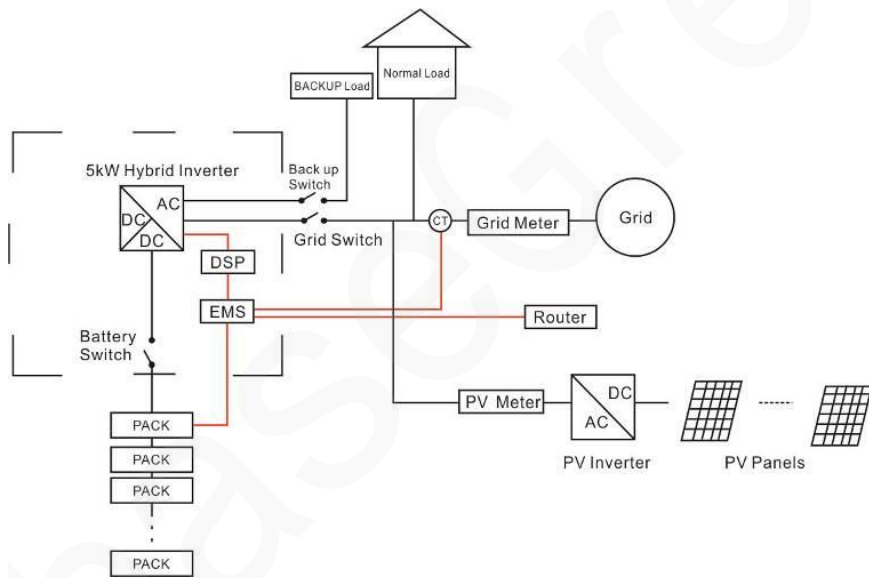 Normal Load
BACKUP Load
5kW Hybrid Inverter
Back up
Switch
AC
DC
DC
Grid Switch
CT
Grid Meter
Grid
DSP
EMS
Router
Battery
Switch
PV Meter
DC
AC
PV Inverter
PV Panels
PACK
PACK
PACK
PACK